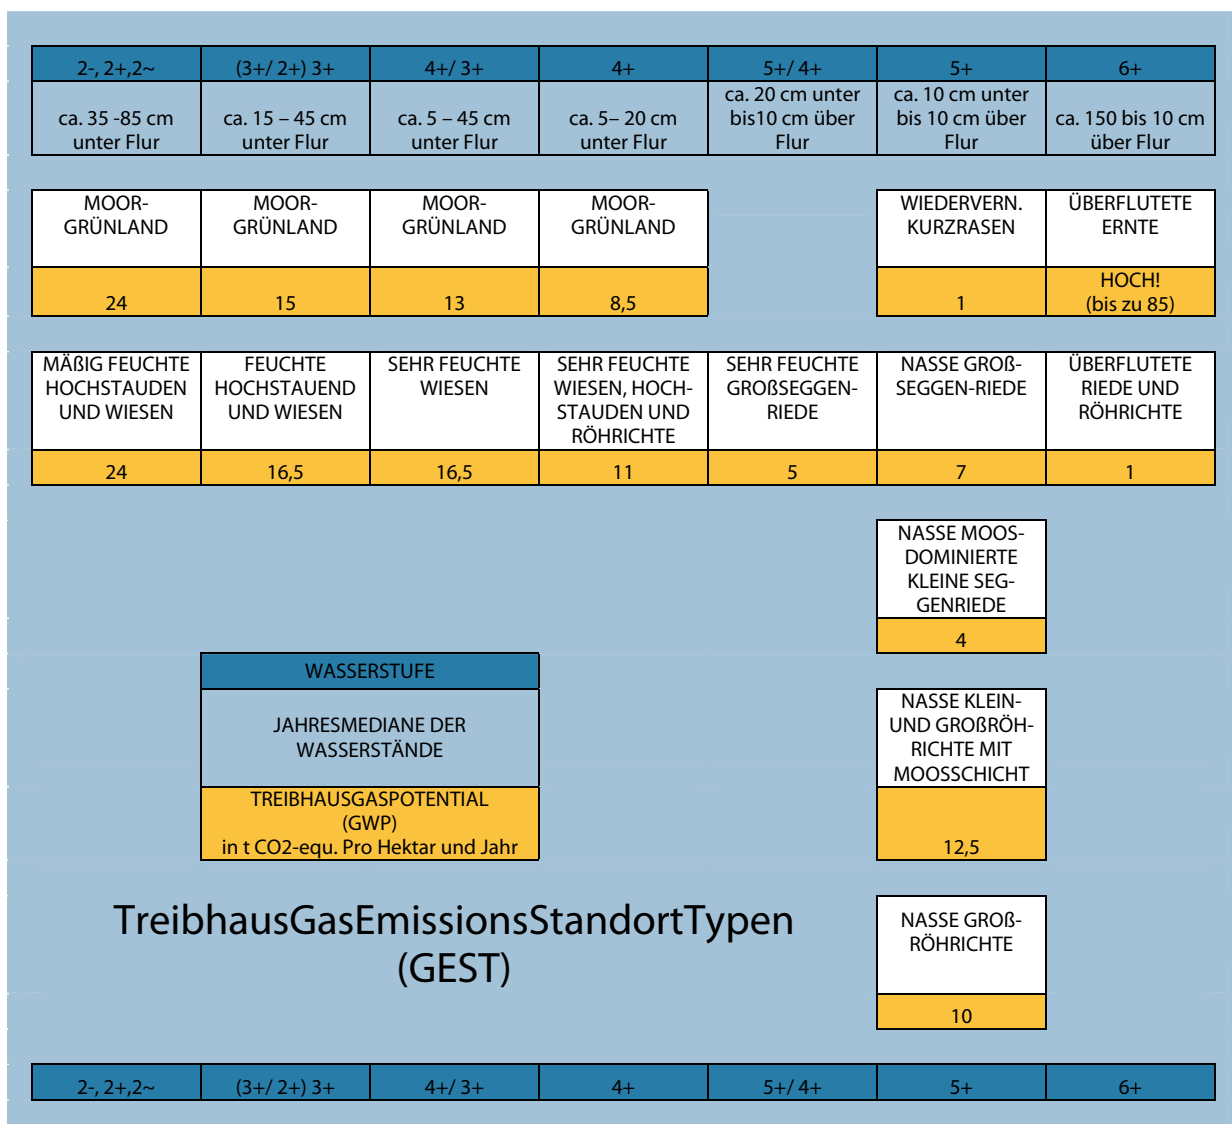 2-, 2+,2~
(3+/ 2+) 3+
4+/ 3+
4+
5+/ 4+
5+
6+
ca. 35 -85 cm
unter Flur
ca. 15 – 45 cm
unter Flur
ca. 5 – 45 cm
unter Flur
ca. 5– 20 cm
unter Flur
ca. 20 cm unter
bis10 cm über
Flur
ca. 10 cm unter
bis 10 cm über
Flur
ca. 150 bis 10 cm
über Flur
MOOR-
GRÜNLAND
MOOR-
GRÜNLAND
MOOR-
GRÜNLAND
MOOR-
GRÜNLAND
WIEDERVERN.
KURZRASEN
ÜBERFLUTETE
ERNTE
24
15
13
8,5
1
HOCH!
(bis zu 85)
MÄßIG FEUCHTE
HOCHSTAUDEN
UND WIESEN
FEUCHTE
HOCHSTAUEND
UND WIESEN
SEHR FEUCHTE
WIESEN
SEHR FEUCHTE
WIESEN, HOCH-
STAUDEN UND
RÖHRICHTE
SEHR FEUCHTE
GROßSEGGEN-
RIEDE
NASSE GROß-
SEGGEN-RIEDE
ÜBERFLUTETE
RIEDE UND
RÖHRICHTE
24
16,5
16,5
11
5
7
1
NASSE MOOS-
DOMINIERTE
KLEINE SEG-
GENRIEDE
4
WASSERSTUFE
JAHRESMEDIANE DER
WASSERSTÄNDE
TREIBHAUSGASPOTENTIAL
(GWP)
in t CO2-equ. Pro Hektar und Jahr
NASSE KLEIN-
UND GROßRÖH-
RICHTE MIT
MOOSSCHICHT
12,5
TreibhausGasEmissionsStandortTypen
(GEST)
NASSE GROß-
RÖHRICHTE
10
2-, 2+,2~
(3+/ 2+) 3+
4+/ 3+
4+
5+/ 4+
5+
6+